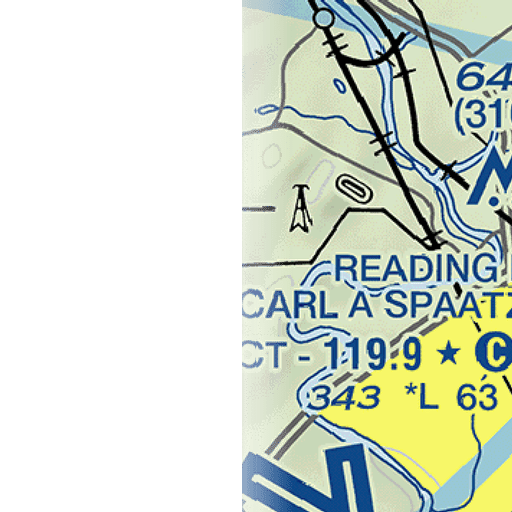 64
(31
READING
CARL A SPAATZ
CT - 119.9 ★ C
343 *L 63